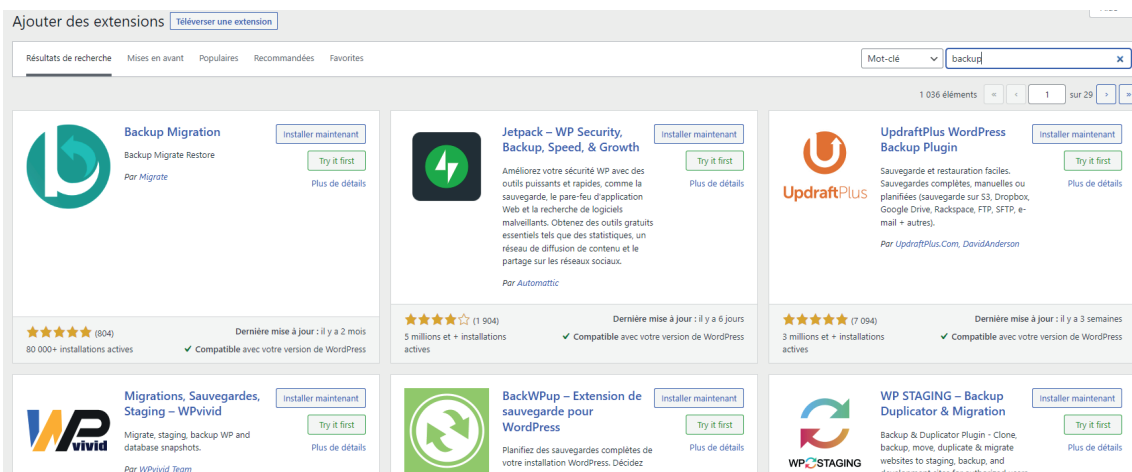 Ajouter des extensions Téléverser une extension
Résultats de recherche Mises en avant Populaires Recommandées Favorites Mot-clé backup
1 036 éléments « ‹ 1 sur 29 › »
Backup Migration
Installer maintenant
Backup Migrate Restore
Try it first
Par Migrate
Plus de détails
(804)
Dernière mise à jour : il y a 2 mois
80 000+ installations actives
Compatible avec votre version de WordPress
Jetpack – WP Security,
Backup, Speed, & Growth
Installer maintenant
Try it first
Plus de détails
Améliorez votre sécurité WP avec des
outils puissants et rapides, comme la
sauvegarde, le pare-feu d'application
Web et la recherche de logiciels
malveillants. Obtenez des outils gratuits
essentiels tels que des statistiques, un
réseau de diffusion de contenu et le
partage sur les réseaux sociaux.
Par Automattic
(1 904)
Dernière mise à jour : il y a 6 jours
5 millions et + installations
actives
Compatible avec votre version de WordPress
UpdraftPlus
UpdraftPlus WordPress
Backup Plugin
Installer maintenant
Try it first
Plus de détails
Sauvegarde et restauration faciles.
Sauvegardes complètes, manuelles ou
planifiées (sauvegarde sur S3, Dropbox,
Google Drive, Rackspace, FTP, SFTP, e-
mail + autres).
Par UpdraftPlus.Com, DavidAnderson
(7 094)
Dernière mise à jour : il y a 3 semaines
3 millions et + installations
actives
Compatible avec votre version de WordPress
WPvivid
Migrations, Sauvegardes,
Staging – WPvivid
Installer maintenant
Try it first
Plus de détails
Migrate, staging, backup WP and
database snapshots.
Par WPvivid Team
BackWPup – Extension de
sauvegarde pour
WordPress
Installer maintenant
Try it first
Plus de détails
Planifiez des sauvegardes complètes de
votre installation WordPress. Décidez
WP STAGING
WP STAGING – Backup
Duplicator & Migration
Installer maintenant
Try it first
Plus de détails
Backup & Duplicator Plugin - Clone,
backup, move, duplicate & migrate
websites to staging, backup, and